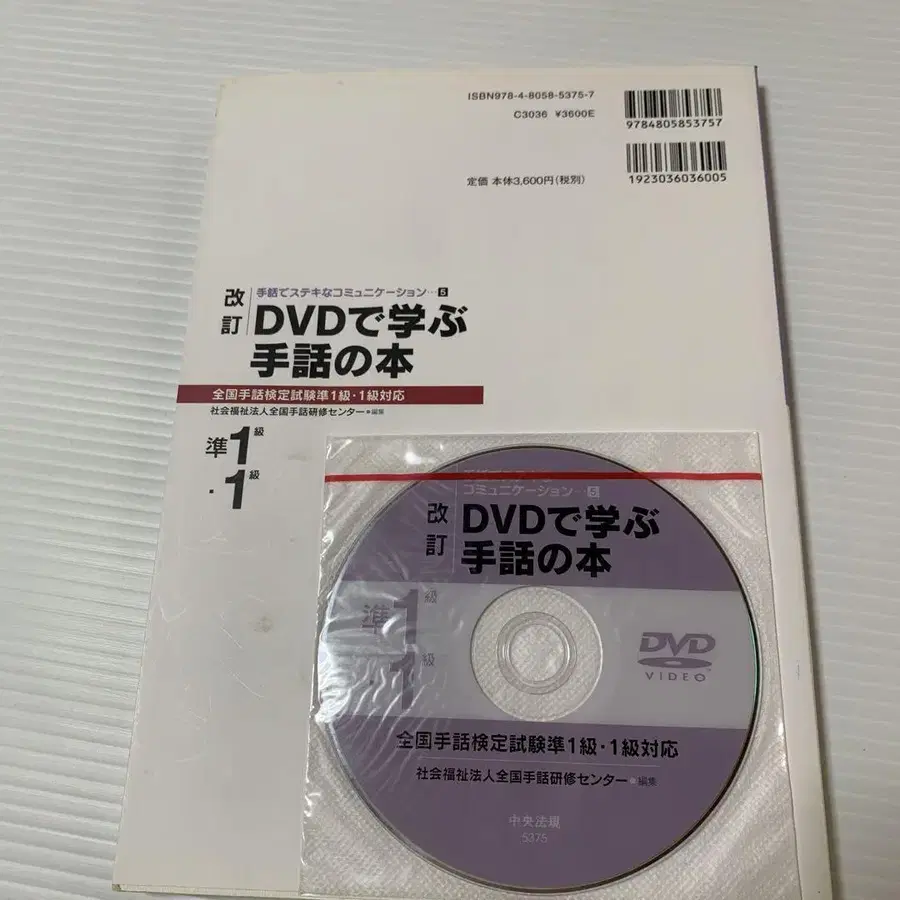 ISBN978-4-8058-5375-7
C3036 ¥3600E
9784805853757
定価 本体3,600円(税別)
1923036036005
手話でステキなコミュニケーション…5
改訂
DVDで学ぶ
手話の本
全国手話検定試験準1級・1級対応
社会福祉法人全国手話研修センター●編集
準1級
・1級
コミュニケーション…5
改訂
DVDで学ぶ
手話の本
準1級
・1級
DVD
VIDEO
全国手話検定試験準1級・1級対応
社会福祉法人全国手話研修センター●編集
中央法規
5375